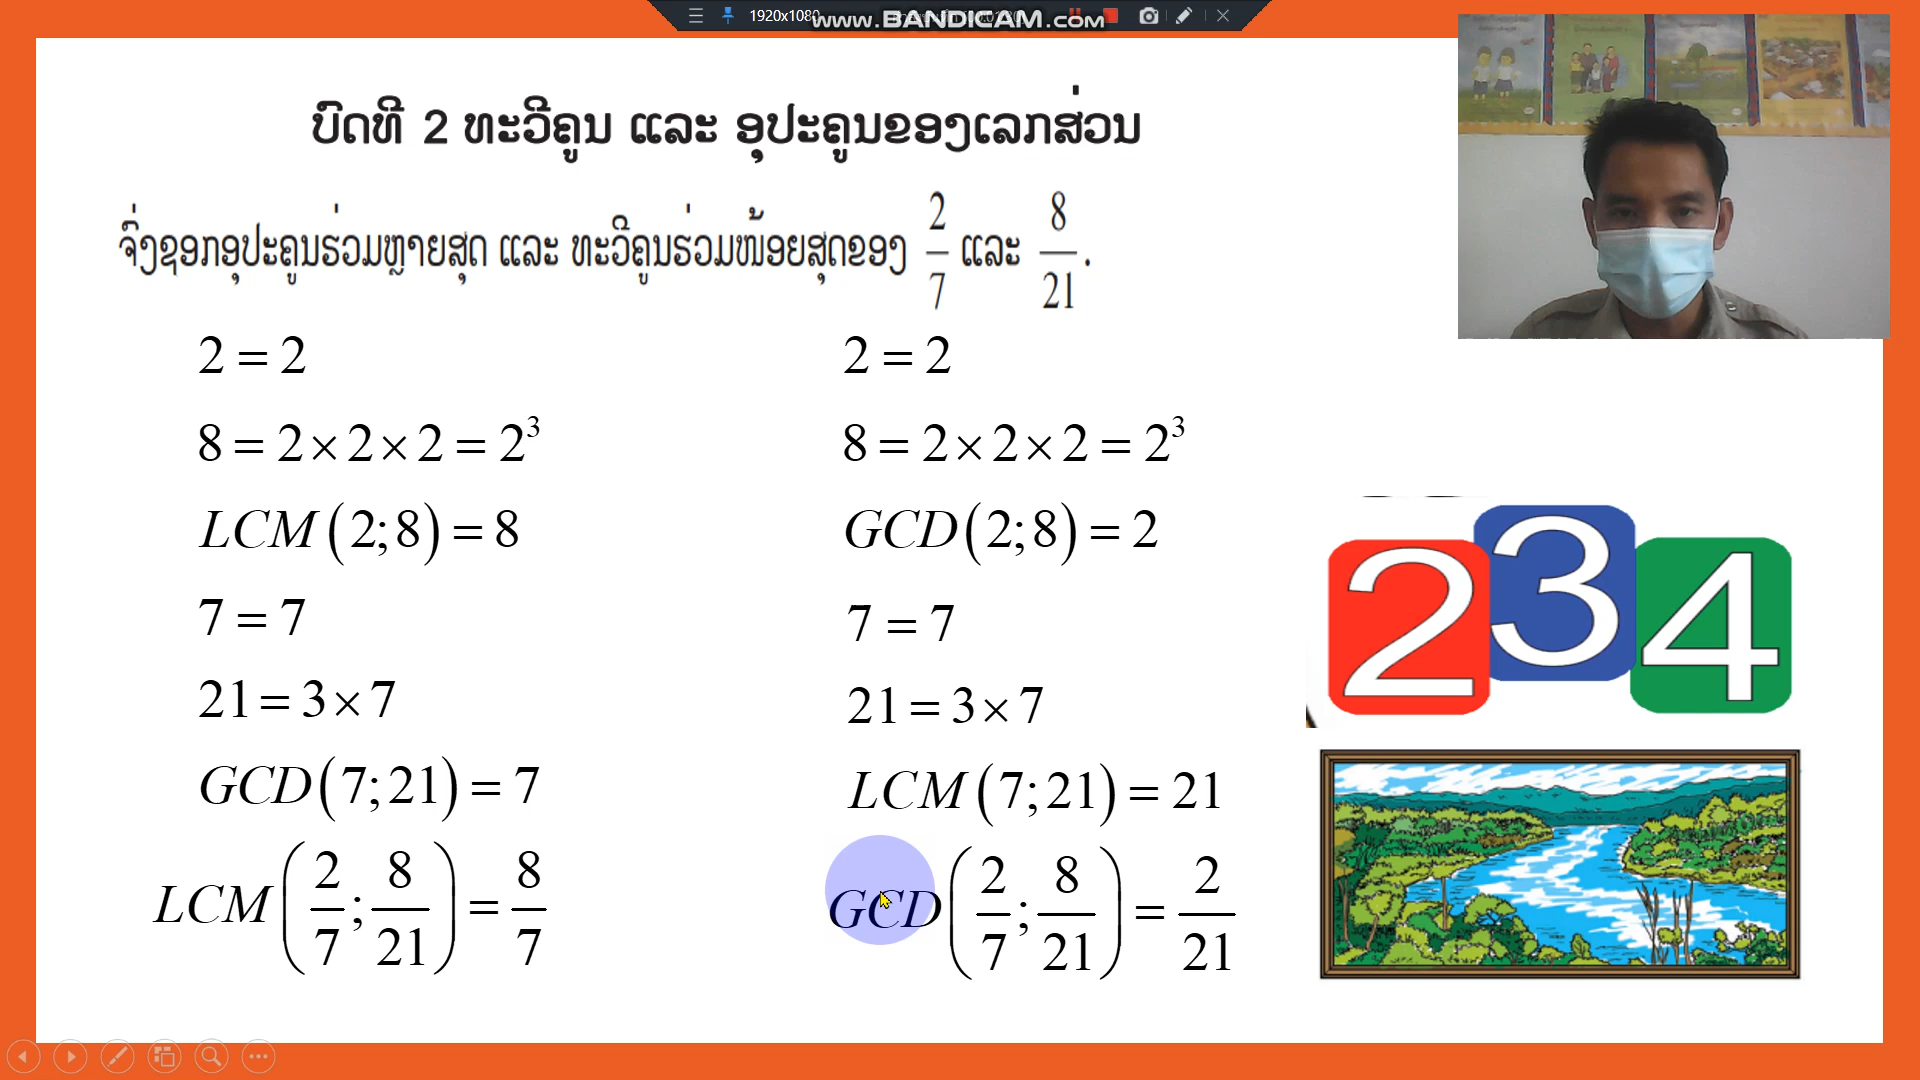 1920x1080
www.BANDICAM.com
ບົດທີ 2 ທະວີຄູນ ແລະ ອຸປະຄູນຂອງເລກສ່ວນ
ຈົ່ງຊອກອຸປະຄູນຮ່ວມຫຼາຍສຸດ ແລະ ທະວີຄູນຮ່ວມໜ້ອຍສຸດຂອງ 2/7 ແລະ 8/21.
2 = 2
8 = 2 × 2 × 2 = 2³
LCM (2;8) = 8
7 = 7
21 = 3 × 7
GCD (7;21) = 7
LCM (2/7 ; 8/21) = 8/7
2 = 2
8 = 2 × 2 × 2 = 2³
GCD (2;8) = 2
7 = 7
21 = 3 × 7
LCM (7;21) = 21
GCD (2/7 ; 8/21) = 2/21
2 3 4